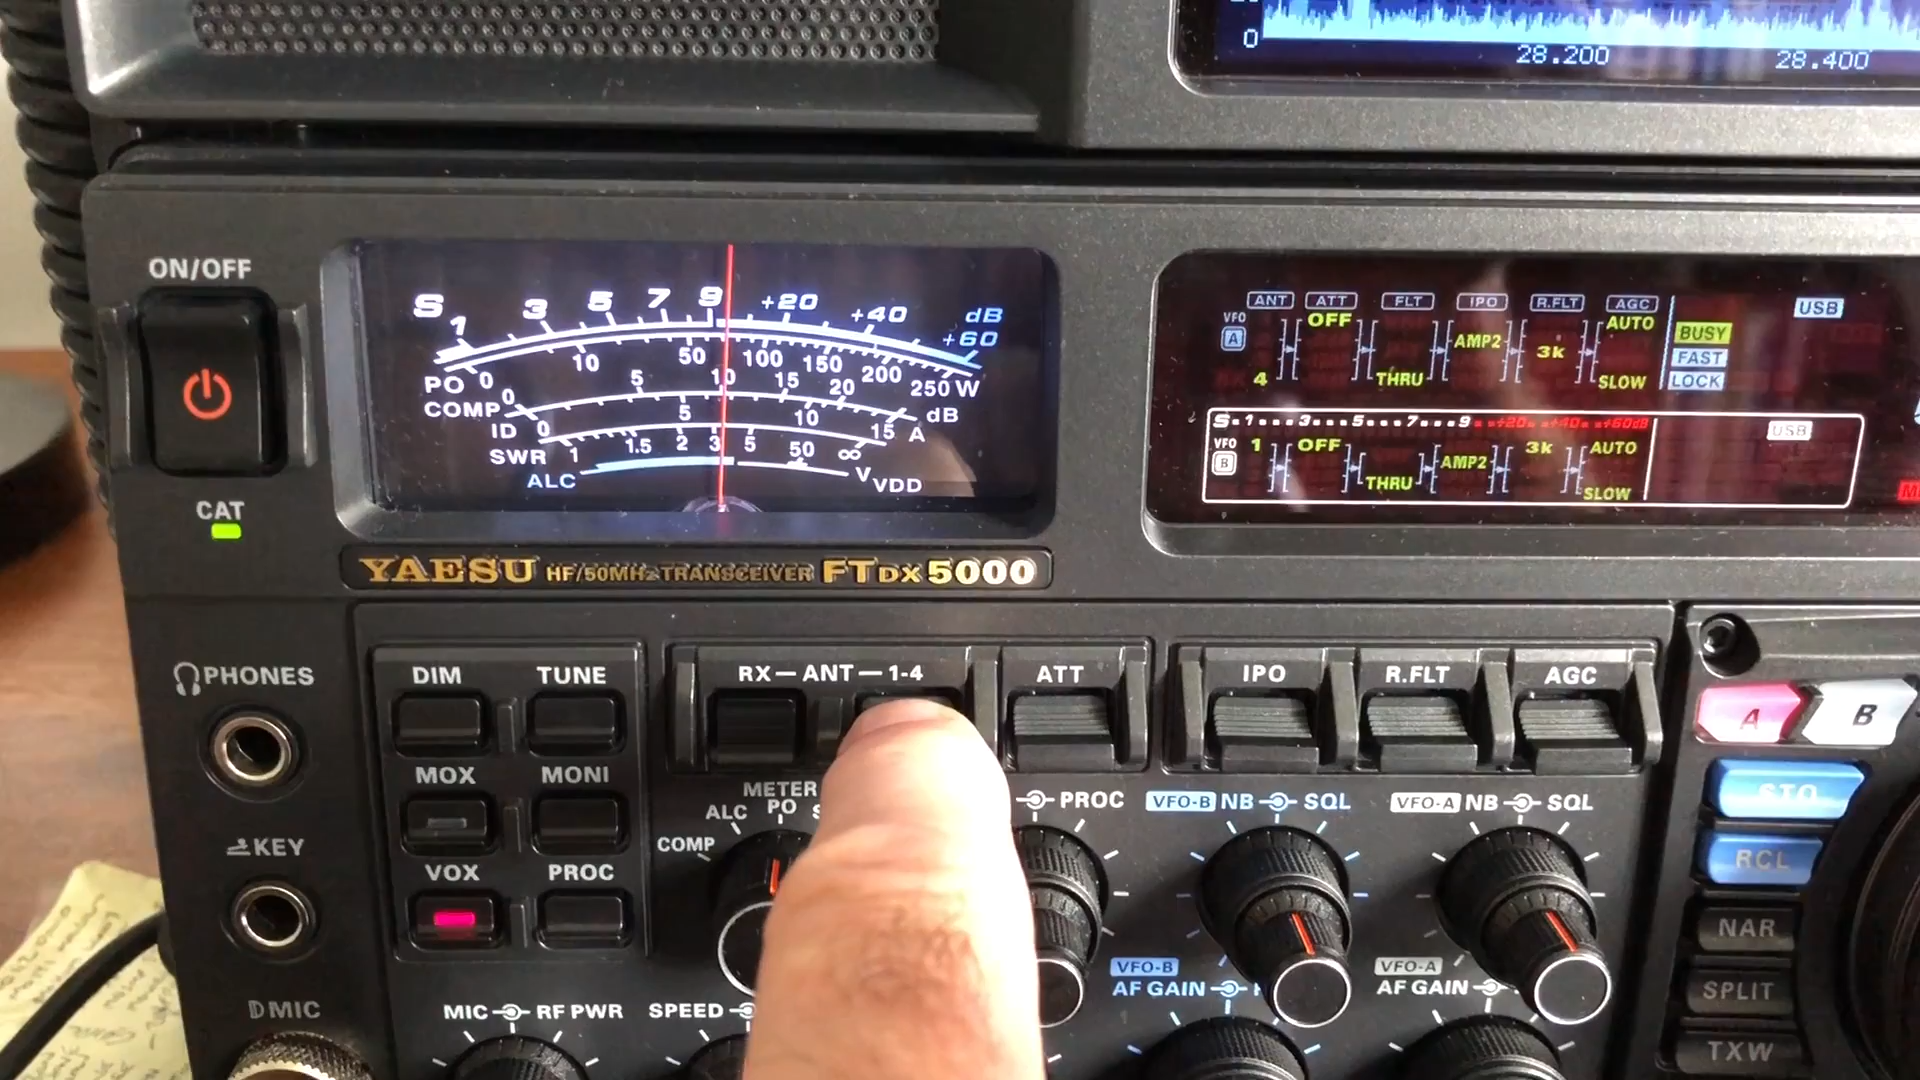 0 28.200 28.400
ON/OFF
S 1 3 5 7 9 +20 +40 +60 dB
PO 0 10 50 100 150 200 250 W
COMP 0 5 10 15 20 dB
ID 0 5 10 15 A
SWR 1 1.5 2 3 5 50 ∞
ALC V VDD
ANT ATT FLT IPO R.FLT AGC
VFO A 4 OFF THRU AMP2 3k AUTO SLOW
BUSY
FAST
LOCK
USB
S 1 3 5 7 9 +20 +40 +60dB
VFO B 1 OFF THRU AMP2 3k AUTO SLOW
USB
CAT
YAESU HF/50MHz TRANSCEIVER FTDX5000
PHONES
DIM TUNE
RX — ANT — 1-4
ATT
IPO R.FLT AGC
A B
MOX MONI
METER
ALC PO
COMP
PROC
VFO-B NB SQL
VFO-A NB SQL
STO
RCL
KEY
VOX PROC
NAR
VFO-B
AF GAIN
VFO-A
AF GAIN
SPLIT
MIC
MIC RF PWR SPEED
TXW